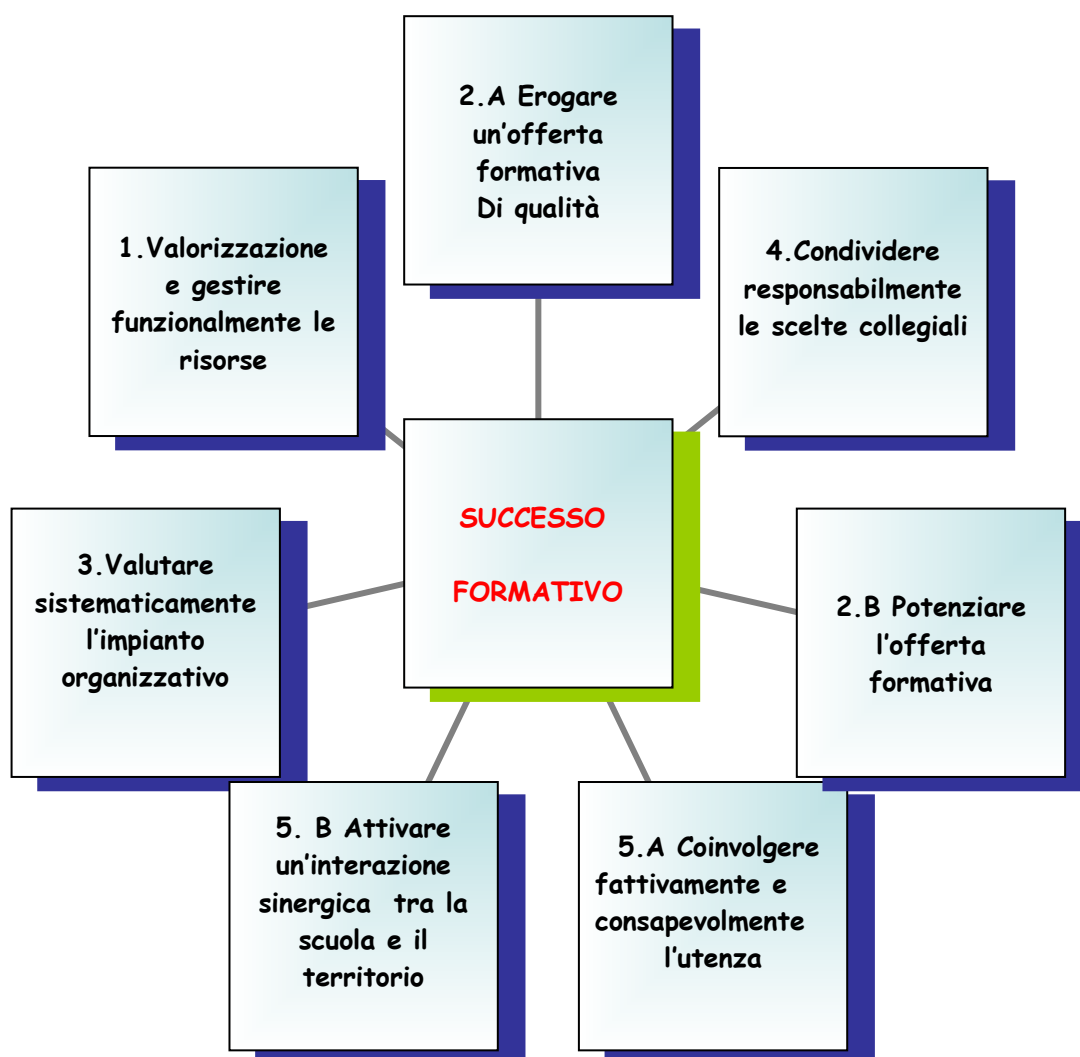 2.A Erogare
un’offerta
formativa
Di qualità
1.Valorizzazione
e gestire
funzionalmente le
risorse
4.Condividere
responsabilmente
le scelte collegiali
SUCCESSO
FORMATIVO
3.Valutare
sistematicamente
l’impianto
organizzativo
2.B Potenziare
l’offerta
formativa
5. B Attivare
un’interazione
sinergica tra la
scuola e il
territorio
5.A Coinvolgere
fattivamente e
consapevolmente
l’utenza